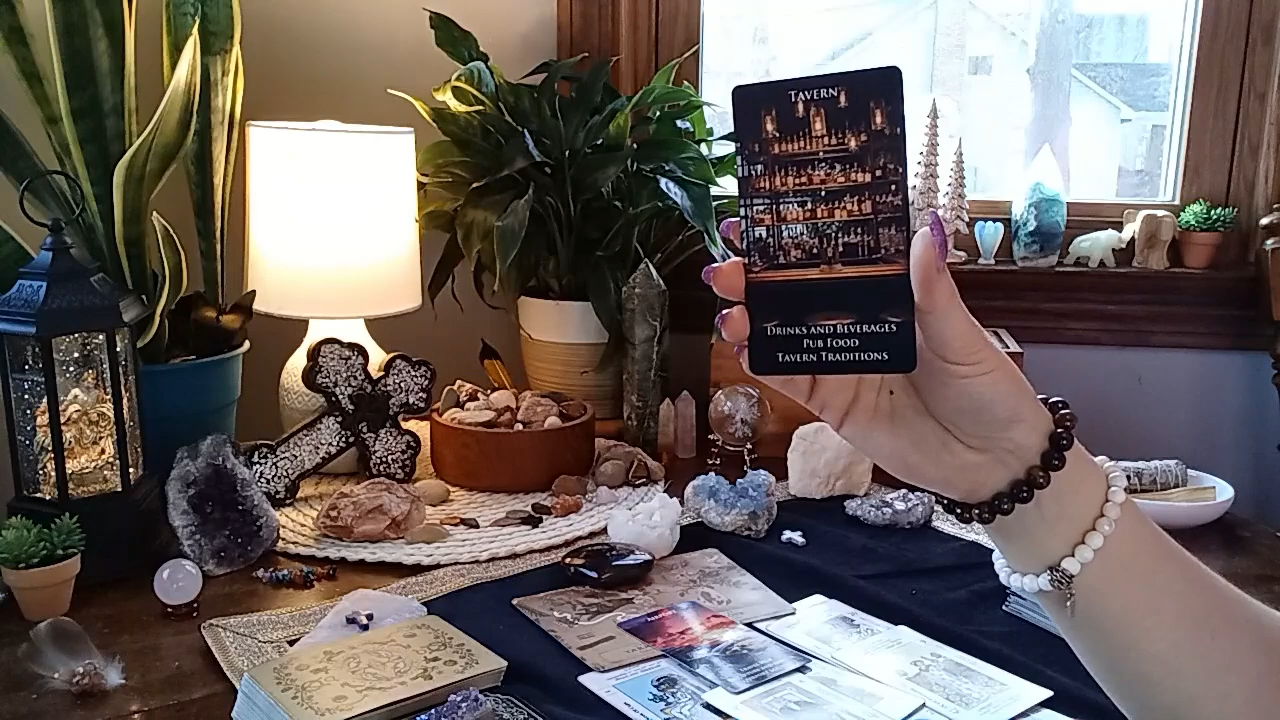 TAVERN
DRINKS AND BEVERAGES
PUB FOOD
TAVERN TRADITIONS